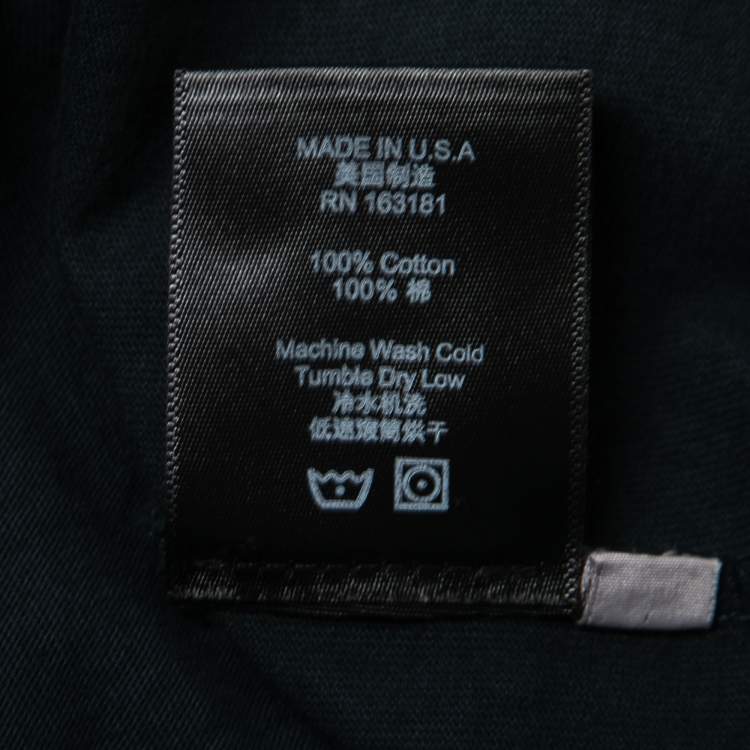 MADE IN U.S.A
美国制造
RN 163181
100% Cotton
100% 棉
Machine Wash Cold
Tumble Dry Low
冷水机洗
低速滚筒烘干